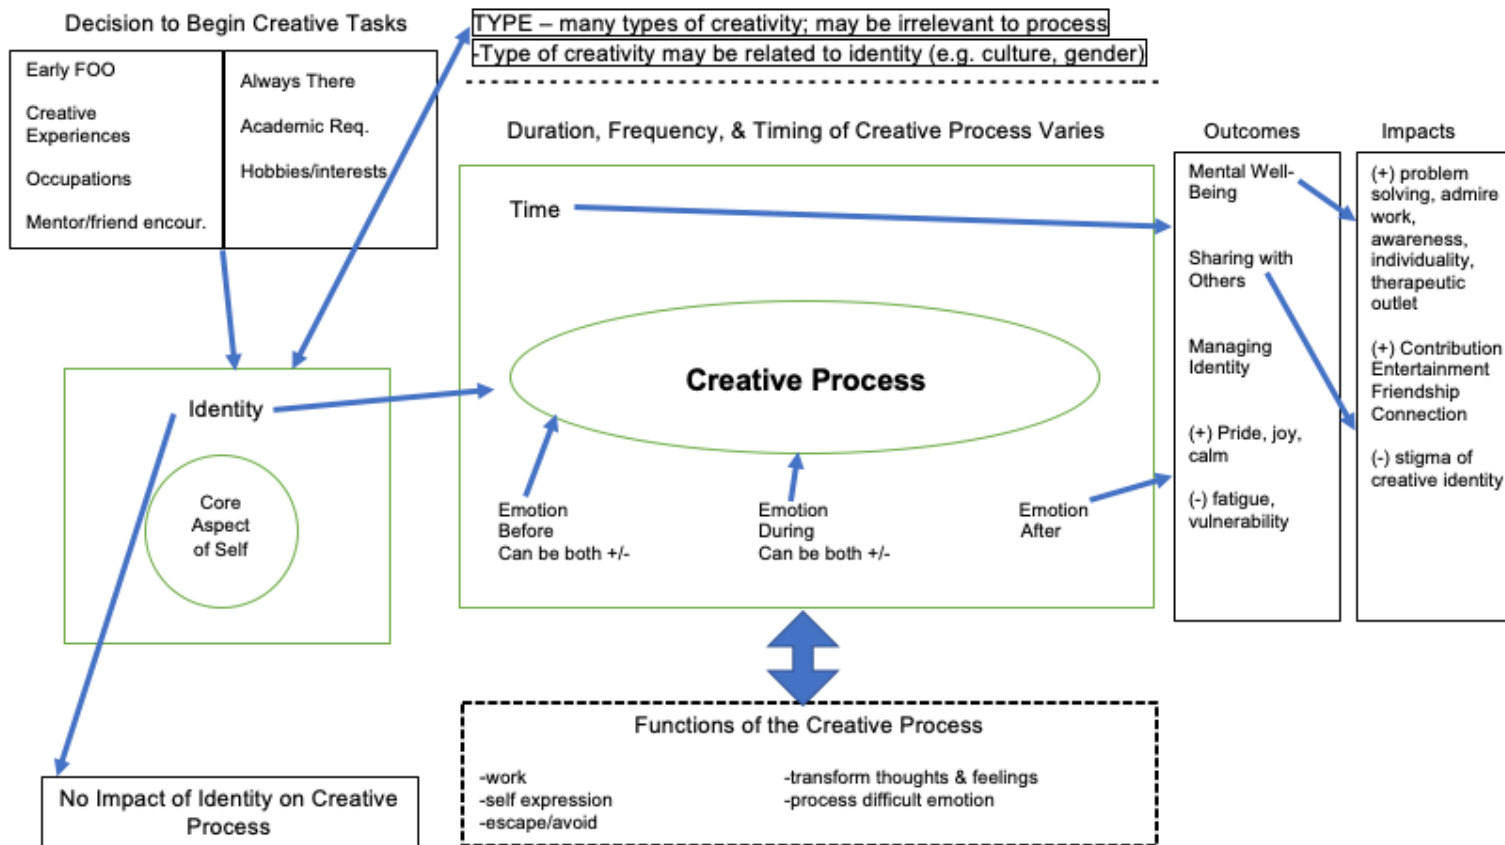 Decision to Begin Creative Tasks
Early FOO
Creative
Experiences
Occupations
Mentor/friend encour.
Always There
Academic Req.
Hobbies/interests
TYPE – many types of creativity; may be irrelevant to process
-Type of creativity may be related to identity (e.g. culture, gender)
Duration, Frequency, & Timing of Creative Process Varies
Time
Creative Process
Emotion
Before
Can be both +/-
Emotion
During
Can be both +/-
Emotion
After
Identity
Core
Aspect
of Self
No Impact of Identity on Creative
Process
Functions of the Creative Process
-work
-self expression
-escape/avoid
-transform thoughts & feelings
-process difficult emotion
Outcomes
Mental Well-
Being
Sharing with
Others
Managing
Identity
(+) Pride, joy,
calm
(-) fatigue,
vulnerability
Impacts
(+) problem
solving, admire
work,
awareness,
individuality,
therapeutic
outlet
(+) Contribution
Entertainment
Friendship
Connection
(-) stigma of
creative identity